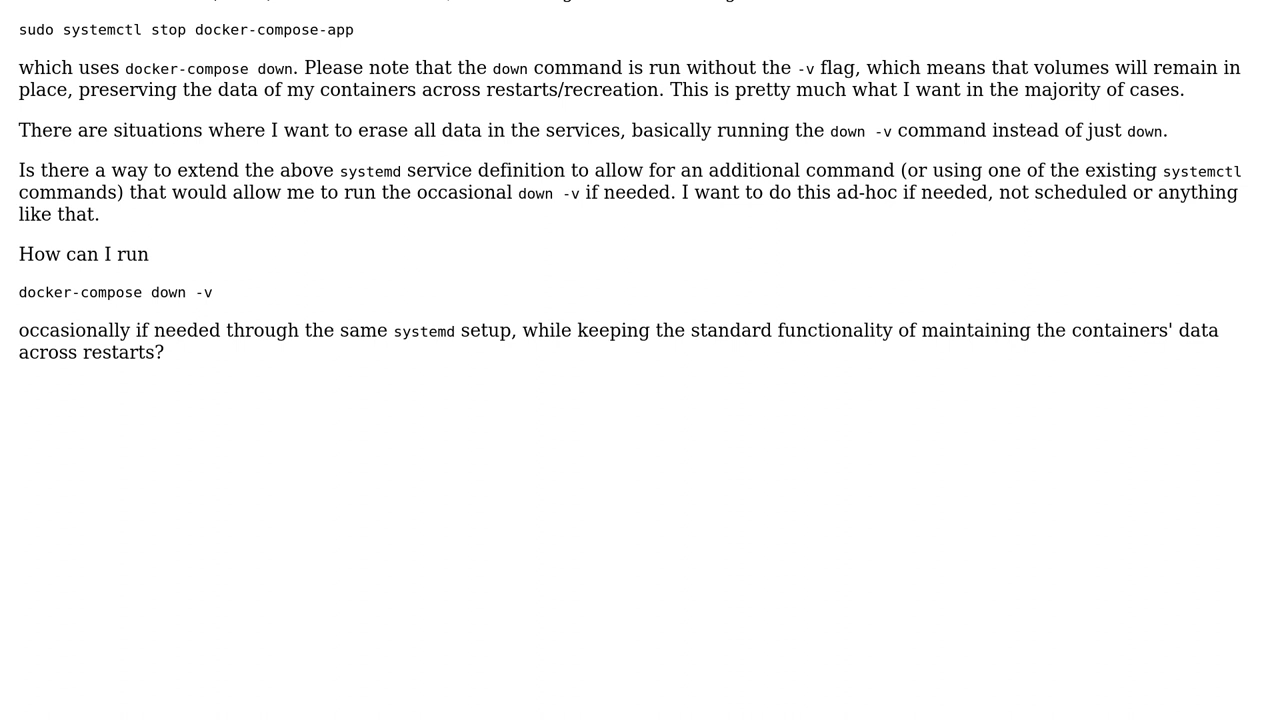 sudo systemctl stop docker-compose-app
which uses docker-compose down. Please note that the down command is run without the -v flag, which means that volumes will remain in
place, preserving the data of my containers across restarts/recreation. This is pretty much what I want in the majority of cases.
There are situations where I want to erase all data in the services, basically running the down -v command instead of just down.
Is there a way to extend the above systemd service definition to allow for an additional command (or using one of the existing systemctl
commands) that would allow me to run the occasional down -v if needed. I want to do this ad-hoc if needed, not scheduled or anything
like that.
How can I run
docker-compose down -v
occasionally if needed through the same systemd setup, while keeping the standard functionality of maintaining the containers' data
across restarts?